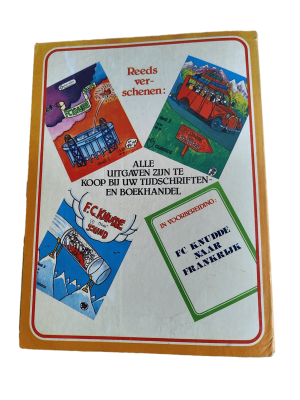 Reeds
ver-
schenen:
ALLE
UITGAVEN ZIJN TE
KOOP BIJ UW TIJDSCHRIFTEN-
EN BOEKHANDEL
F.C. KNUDDE
IN VOORBEREIDING:
FC KNUDDE
NAAR
FRANKRIJK